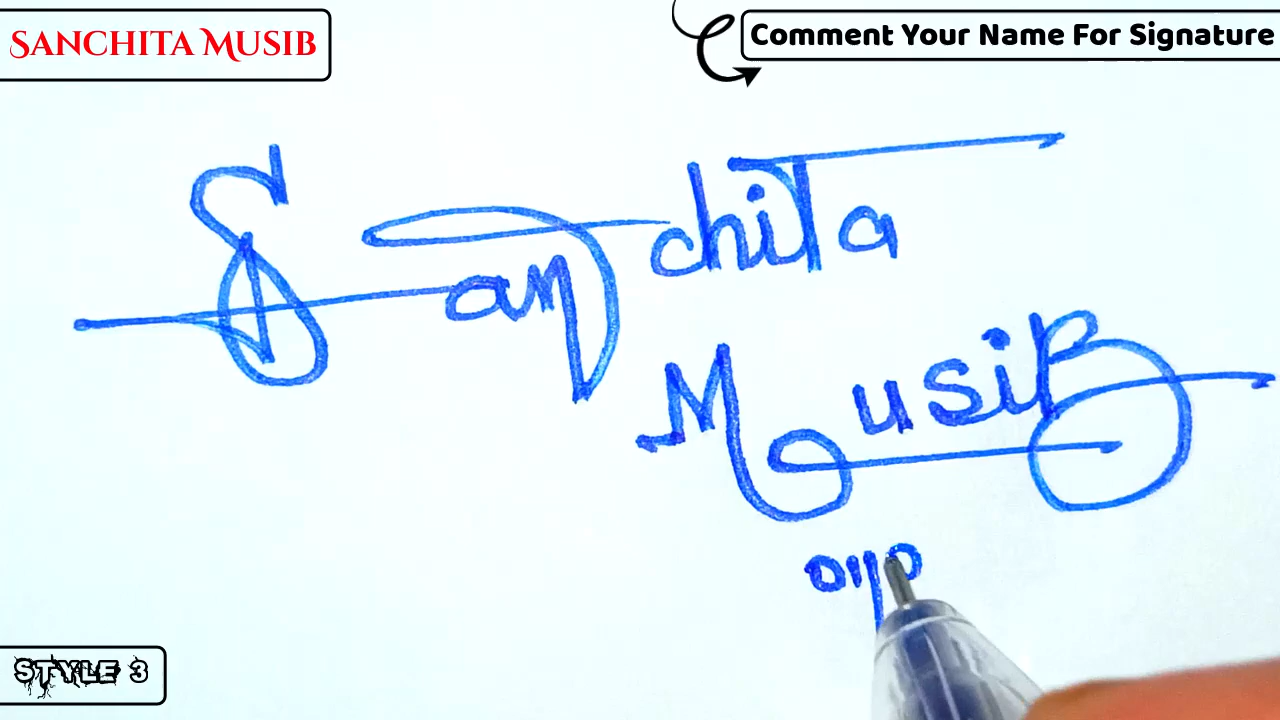 SANCHITA MUSIB
Comment Your Name For Signature
Sanchita
MusiB
STYLE 3